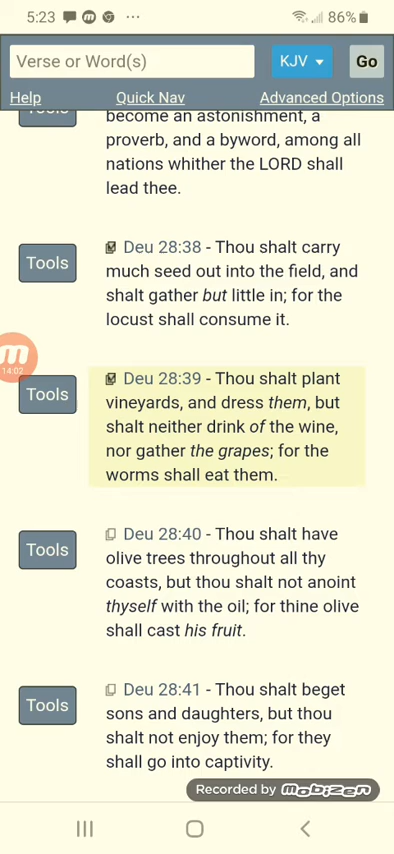 5:23 86%
Verse or Word(s) KJV Go
Help Quick Nav Advanced Options
Tools
become an astonishment, a
proverb, and a byword, among all
nations whither the LORD shall
lead thee.
Tools
Deu 28:38 - Thou shalt carry
much seed out into the field, and
shalt gather but little in; for the
locust shall consume it.
14:02
Tools
Deu 28:39 - Thou shalt plant
vineyards, and dress them, but
shalt neither drink of the wine,
nor gather the grapes; for the
worms shall eat them.
Tools
Deu 28:40 - Thou shalt have
olive trees throughout all thy
coasts, but thou shalt not anoint
thyself with the oil; for thine olive
shall cast his fruit.
Tools
Deu 28:41 - Thou shalt beget
sons and daughters, but thou
shalt not enjoy them; for they
shall go into captivity.
Recorded by mobizen